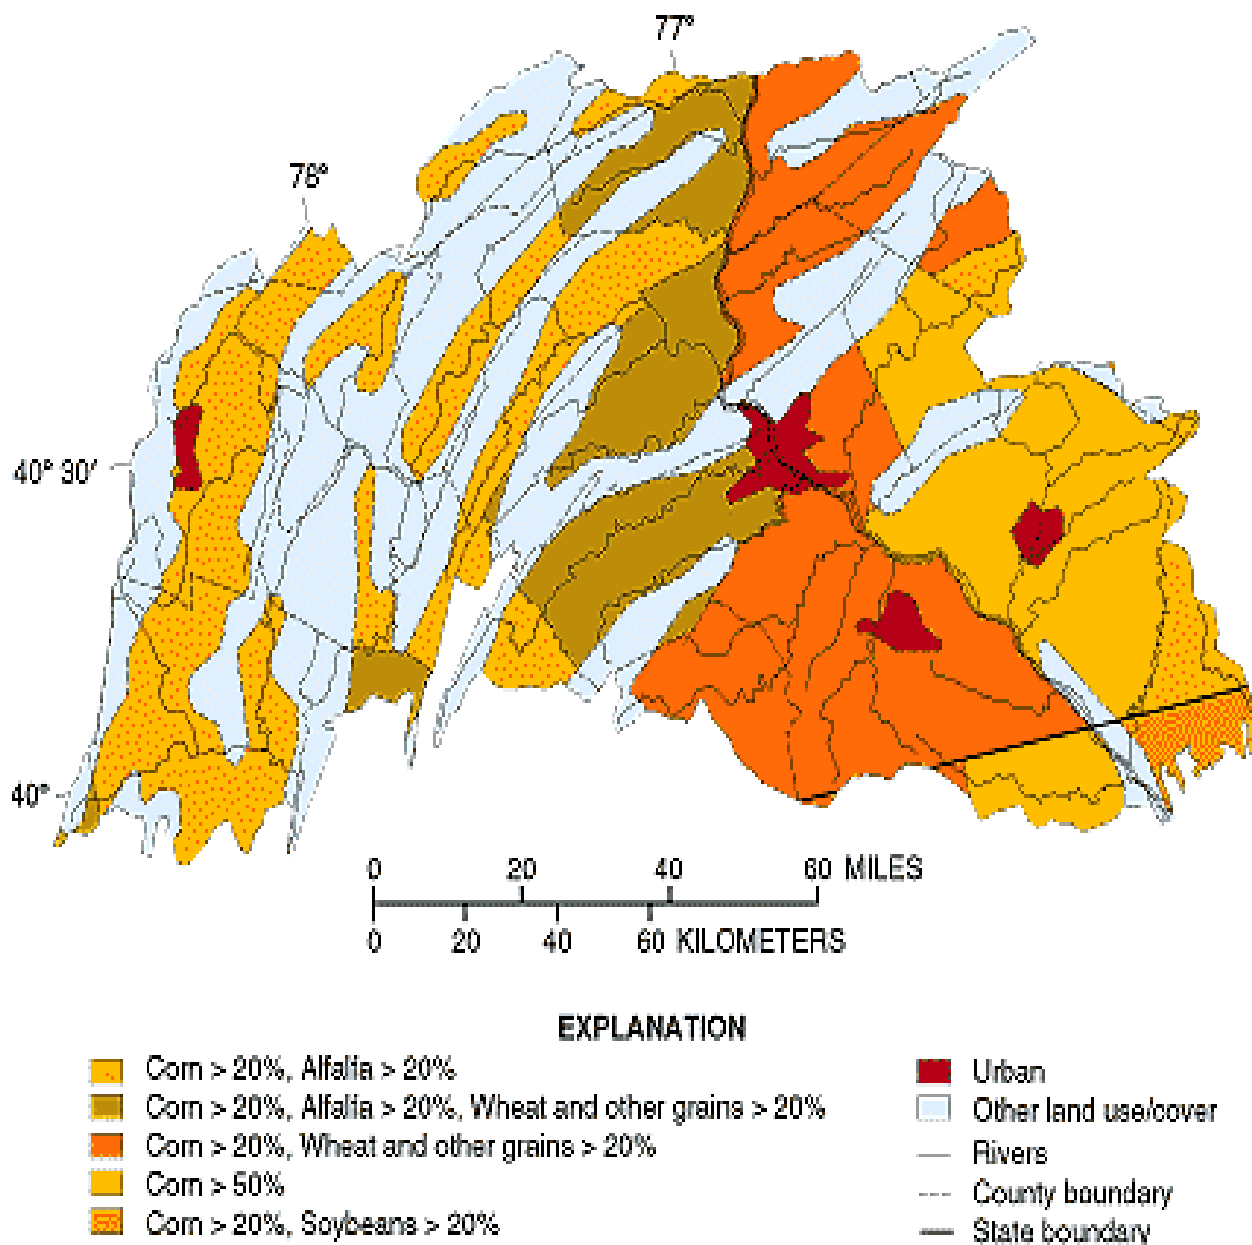 77°
78°
40° 30′
40°
0 20 40 60 MILES
0 20 40 60 KILOMETERS
EXPLANATION
Corn > 20%, Alfalfa > 20%
Corn > 20%, Alfalfa > 20%, Wheat and other grains > 20%
Corn > 20%, Wheat and other grains > 20%
Corn > 50%
Corn > 20%, Soybeans > 20%
Urban
Other land use/cover
Rivers
County boundary
State boundary